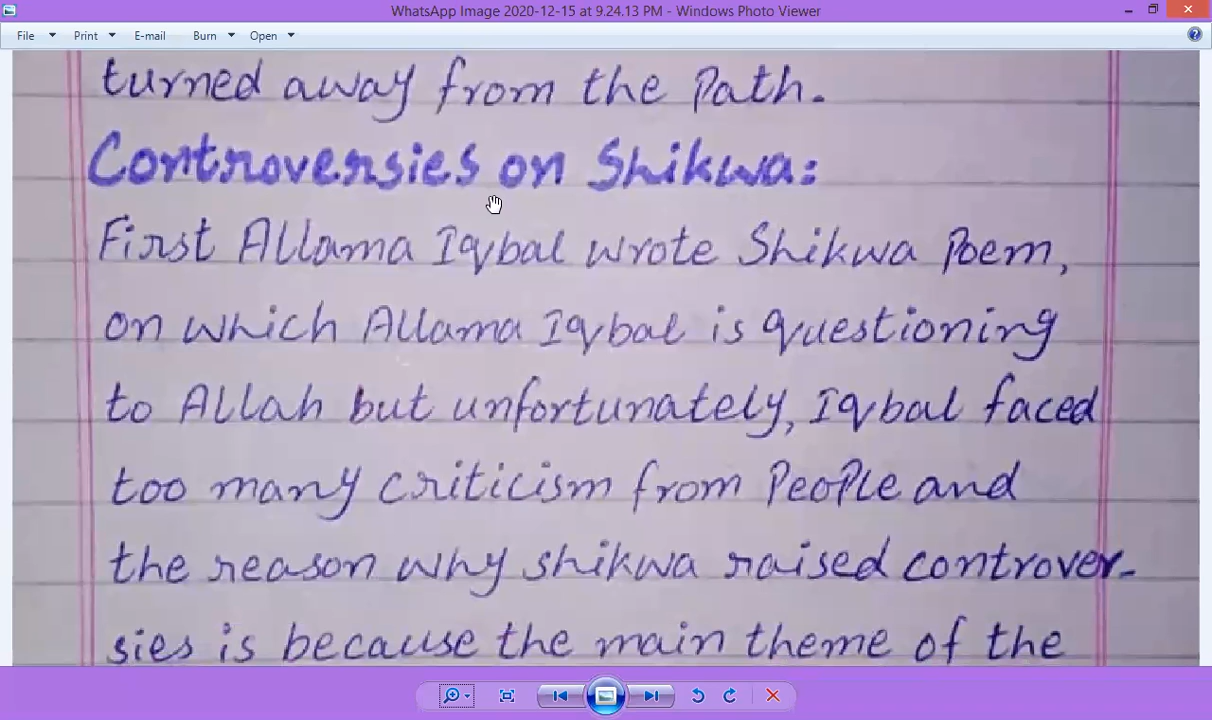 WhatsApp Image 2020-12-15 at 9.24.13 PM - Windows Photo Viewer
File Print E-mail Burn Open
turned away from the Path.
Controversies on Shikwa:
First Allama Iqbal wrote Shikwa Poem,
on which Allama Iqbal is questioning
to Allah but unfortunately, Iqbal faced
too many criticism from People and
the reason why shikwa raised controver-
sies is because the main theme of the